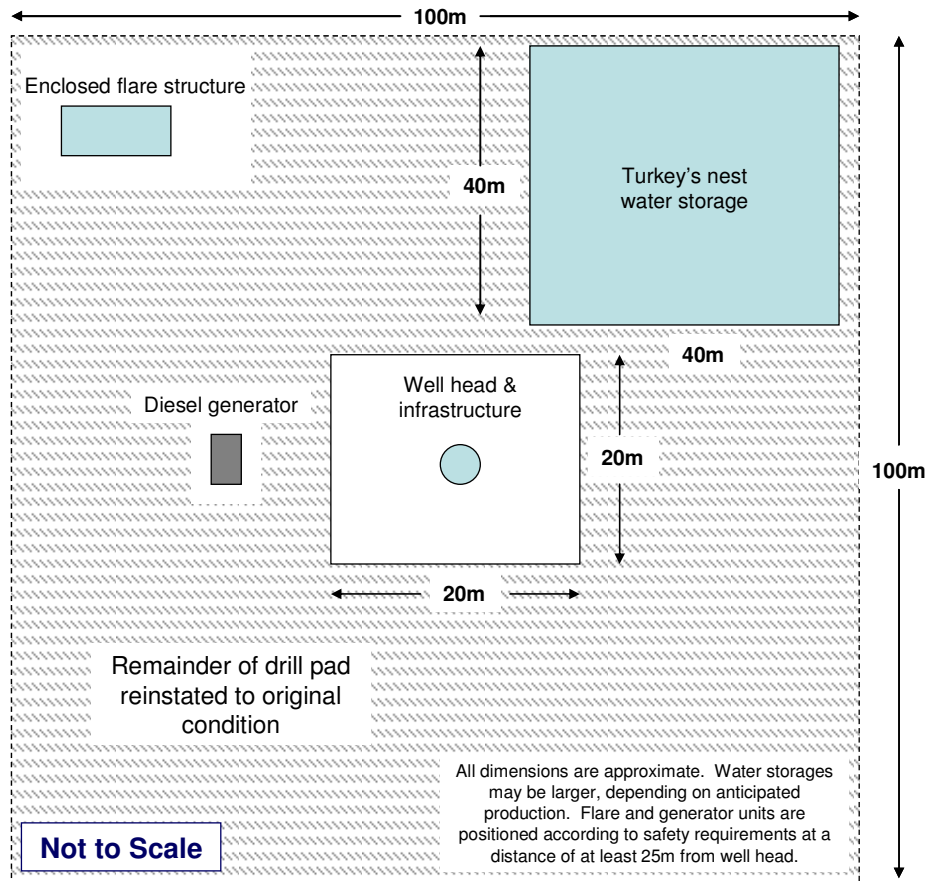 100m
Enclosed flare structure
40m
Turkey's nest
water storage
40m
Well head &
infrastructure
Diesel generator
20m
100m
20m
Remainder of drill pad
reinstated to original
condition
All dimensions are approximate. Water storages
may be larger, depending on anticipated
production. Flare and generator units are
positioned according to safety requirements at a
distance of at least 25m from well head.
Not to Scale